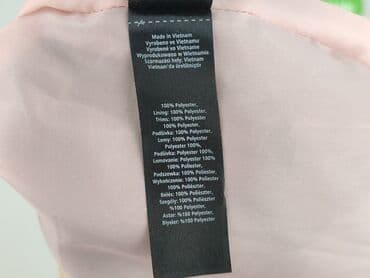 Made in Vietnam
Vyrobeno ve Vietnamu
Vyrobené vo Vietname
Wyprodukowano w Wietnamie
Származási hely: Vietnam
Vietnam'da üretilmiştir
100% Polyester,
Lining: 100% Polyester,
Trims: 100% Polyester
100% Polyester,
Podšívka: 100% Polyester,
Lemy: 100% Polyester
Polyester 100%,
Podšívka: Polyester 100%,
Lemovanie: Polyester 100%
Poliester 100%,
Podszewka: Poliester 100%,
Wykończenie: Poliester 100%
100% Poliészter,
Bélés: 100% Poliészter,
Szegély: 100% Poliészter
%100 Polyester,
Astar: %100 Polyester,
Biyeler: %100 Polyester